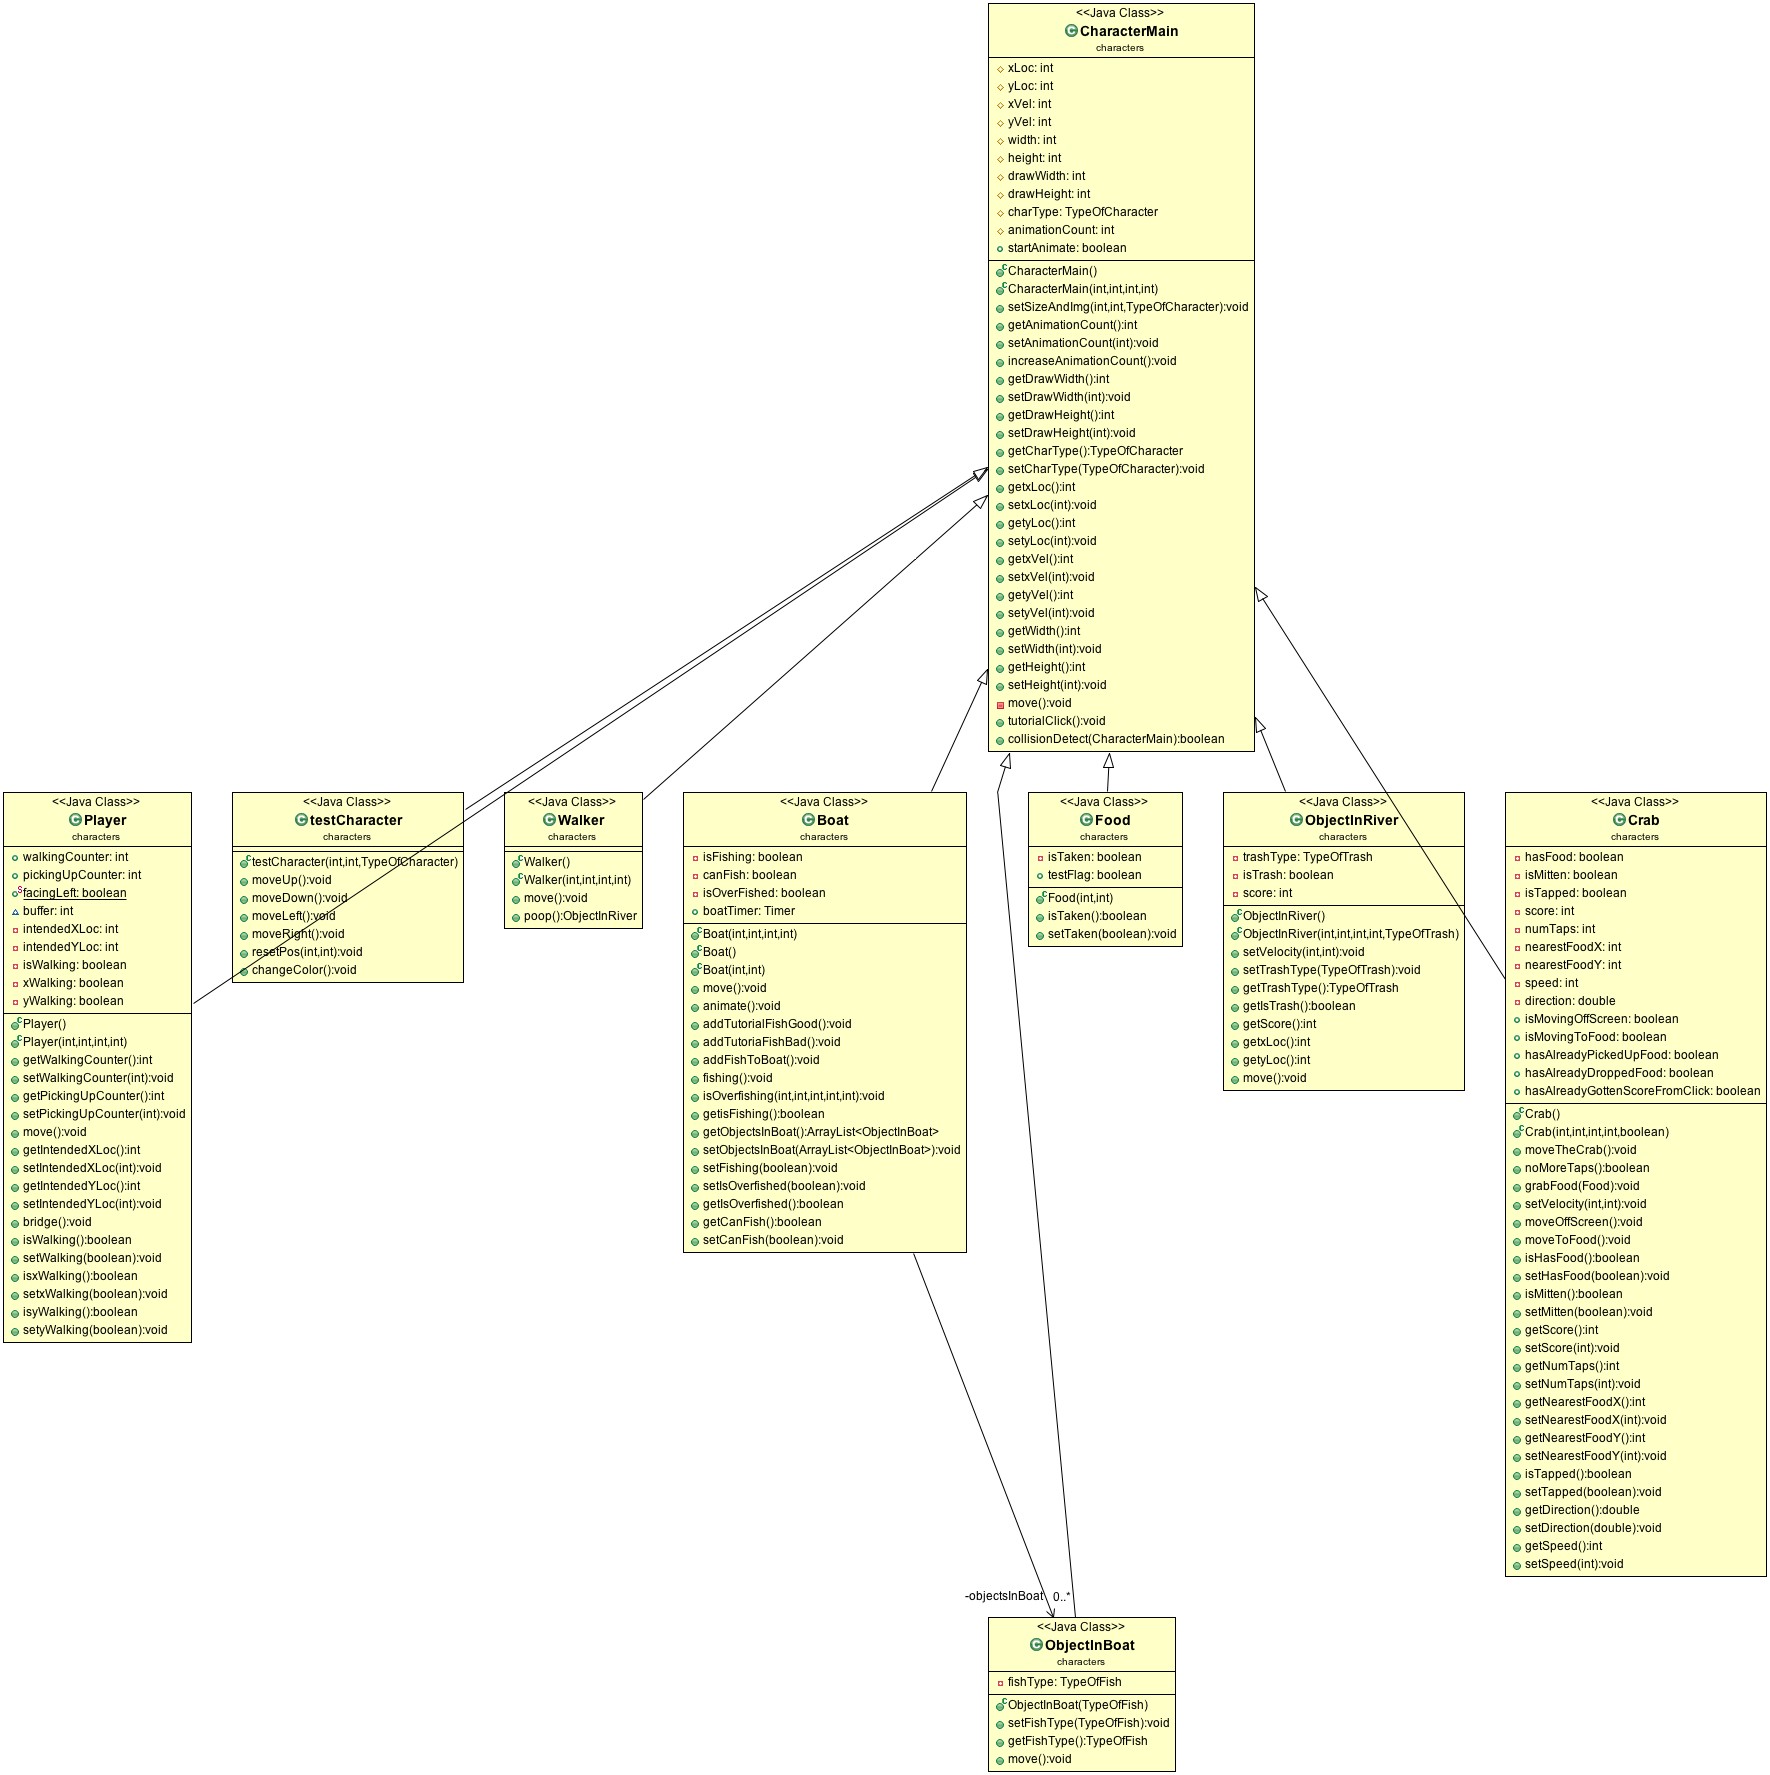 <<Java Class>>
CharacterMain
characters
xLoc: int
yLoc: int
xVel: int
yVel: int
width: int
height: int
drawWidth: int
drawHeight: int
charType: TypeOfCharacter
animationCount: int
startAnimate: boolean
CharacterMain()
CharacterMain(int,int,int,int)
setSizeAndImg(int,int,TypeOfCharacter):void
getAnimationCount():int
setAnimationCount(int):void
increaseAnimationCount():void
getDrawWidth():int
setDrawWidth(int):void
getDrawHeight():int
setDrawHeight(int):void
getCharType():TypeOfCharacter
setCharType(TypeOfCharacter):void
getxLoc():int
setxLoc(int):void
getyLoc():int
setyLoc(int):void
getxVel():int
setxVel(int):void
getyVel():int
setyVel(int):void
getWidth():int
setWidth(int):void
getHeight():int
setHeight(int):void
move():void
tutorialClick():void
collisionDetect(CharacterMain):boolean
<<Java Class>>
Player
characters
walkingCounter: int
pickingUpCounter: int
facingLeft: boolean
buffer: int
intendedXLoc: int
intendedYLoc: int
isWalking: boolean
xWalking: boolean
yWalking: boolean
Player()
Player(int,int,int,int)
getWalkingCounter():int
setWalkingCounter(int):void
getPickingUpCounter():int
setPickingUpCounter(int):void
move():void
getIntendedXLoc():int
setIntendedXLoc(int):void
getIntendedYLoc():int
setIntendedYLoc(int):void
bridge():void
isWalking():boolean
setWalking(boolean):void
isxWalking():boolean
setxWalking(boolean):void
isyWalking():boolean
setyWalking(boolean):void
<<Java Class>>
testCharacter
characters
testCharacter(int,int,TypeOfCharacter)
moveUp():void
moveDown():void
moveLeft():void
moveRight():void
resetPos(int,int):void
changeColor():void
<<Java Class>>
Walker
characters
Walker()
Walker(int,int,int,int)
move():void
poop():ObjectInRiver
<<Java Class>>
Boat
characters
isFishing: boolean
canFish: boolean
isOverFished: boolean
boatTimer: Timer
Boat(int,int,int,int)
Boat()
Boat(int,int)
move():void
animate():void
addTutorialFishGood():void
addTutoriaFishBad():void
addFishToBoat():void
fishing():void
isOverfishing(int,int,int,int,int):void
getisFishing():boolean
getObjectsInBoat():ArrayList<ObjectInBoat>
setObjectsInBoat(ArrayList<ObjectInBoat>):void
setFishing(boolean):void
setIsOverfished(boolean):void
getIsOverfished():boolean
getCanFish():boolean
setCanFish(boolean):void
<<Java Class>>
Food
characters
isTaken: boolean
testFlag: boolean
Food(int,int)
isTaken():boolean
setTaken(boolean):void
<<Java Class>>
ObjectInRiver
characters
trashType: TypeOfTrash
isTrash: boolean
score: int
ObjectInRiver()
ObjectInRiver(int,int,int,int,TypeOfTrash)
setVelocity(int,int):void
setTrashType(TypeOfTrash):void
getTrashType():TypeOfTrash
getIsTrash():boolean
getScore():int
getxLoc():int
getyLoc():int
move():void
<<Java Class>>
Crab
characters
hasFood: boolean
isMitten: boolean
isTapped: boolean
score: int
numTaps: int
nearestFoodX: int
nearestFoodY: int
speed: int
direction: double
isMovingOffScreen: boolean
isMovingToFood: boolean
hasAlreadyPickedUpFood: boolean
hasAlreadyDroppedFood: boolean
hasAlreadyGottenScoreFromClick: boolean
Crab()
Crab(int,int,int,int,boolean)
moveTheCrab():void
noMoreTaps():boolean
grabFood(Food):void
setVelocity(int,int):void
moveOffScreen():void
moveToFood():void
isHasFood():boolean
setHasFood(boolean):void
isMitten():boolean
setMitten(boolean):void
getScore():int
setScore(int):void
getNumTaps():int
setNumTaps(int):void
getNearestFoodX():int
setNearestFoodX(int):void
getNearestFoodY():int
setNearestFoodY(int):void
isTapped():boolean
setTapped(boolean):void
getDirection():double
setDirection(double):void
getSpeed():int
setSpeed(int):void
-objectsInBoat 0..*
<<Java Class>>
ObjectInBoat
characters
fishType: TypeOfFish
ObjectInBoat(TypeOfFish)
setFishType(TypeOfFish):void
getFishType():TypeOfFish
move():void